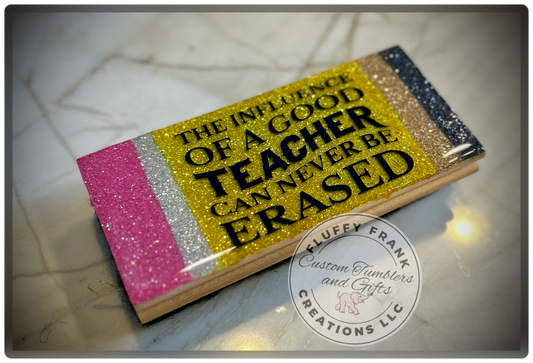 THE INFLUENCE
OF A GOOD
TEACHER
CAN NEVER BE
ERASED
FLUFFY FRANK
Custom Tumblers
and Gifts
CREATIONS LLC